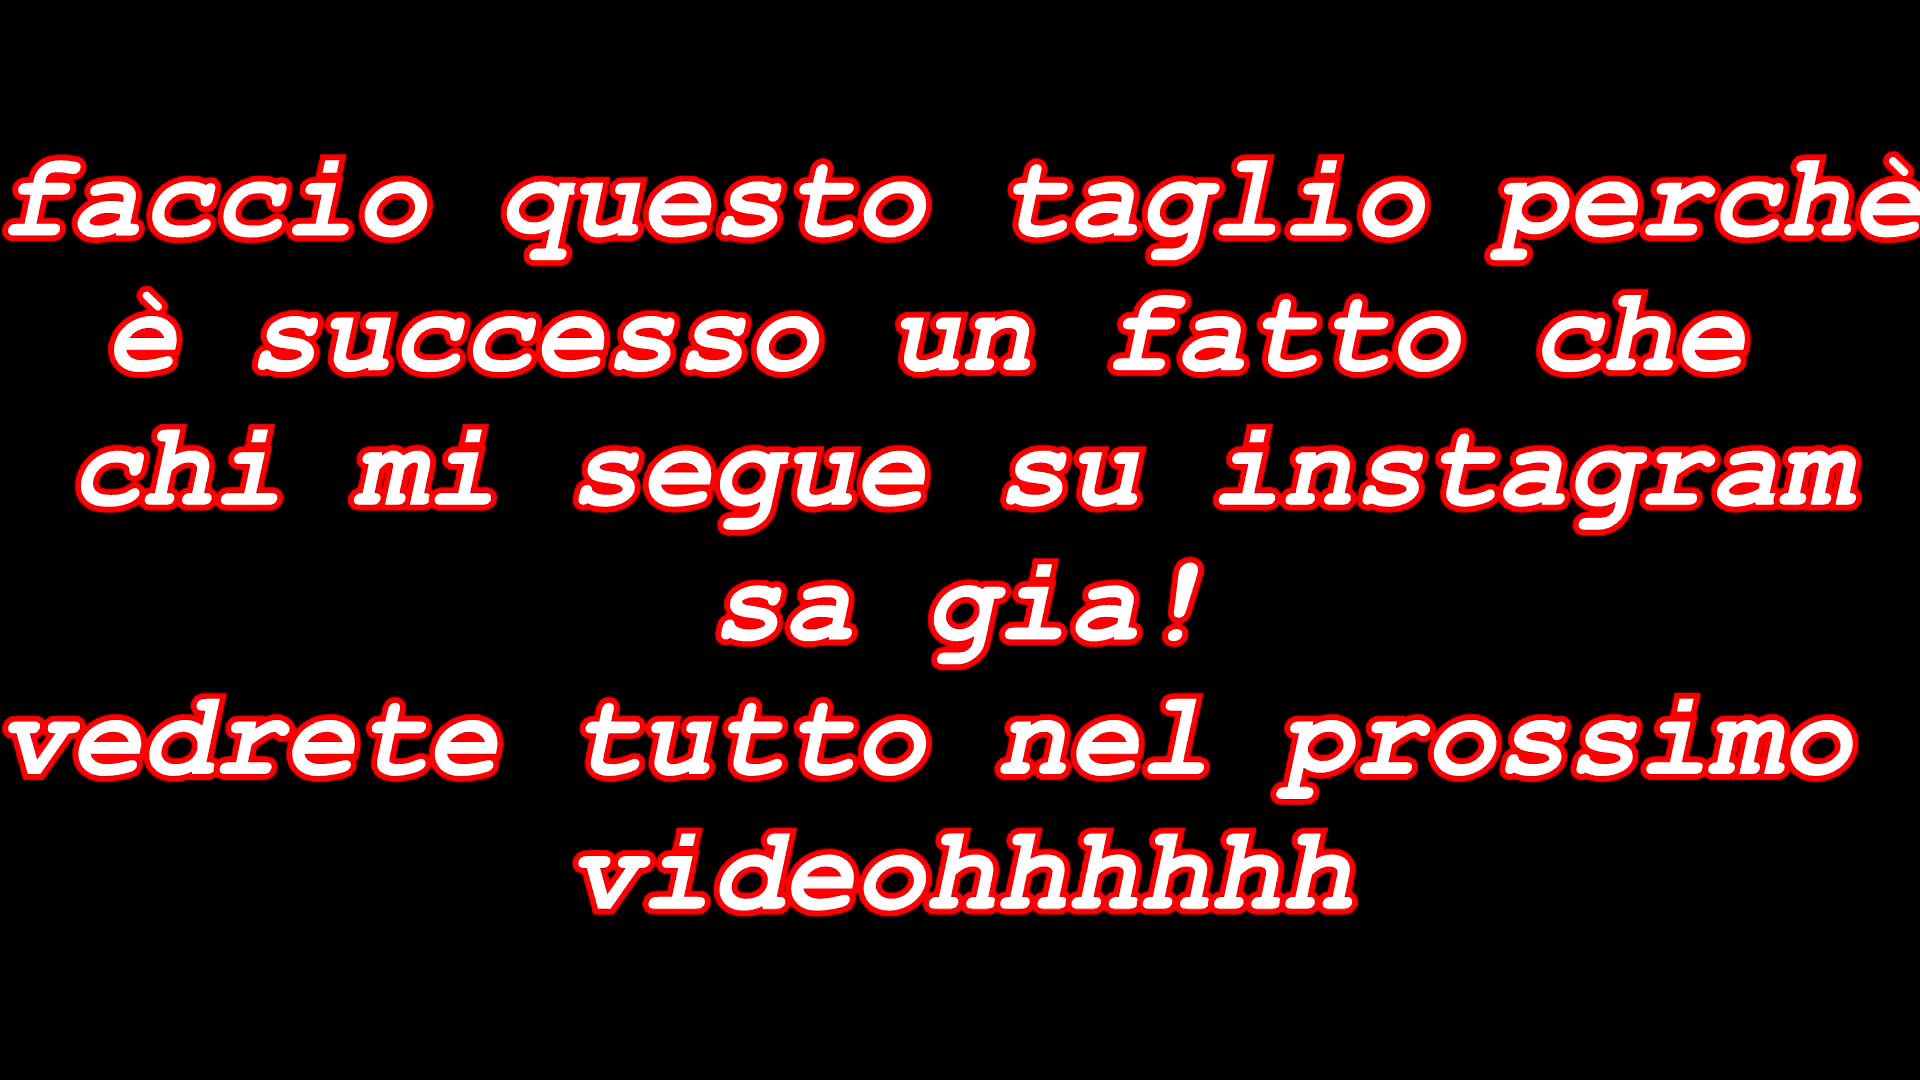 faccio questo taglio perchè
è successo un fatto che
chi mi segue su instagram
sa gia!
vedrete tutto nel prossimo
videohhhhhh